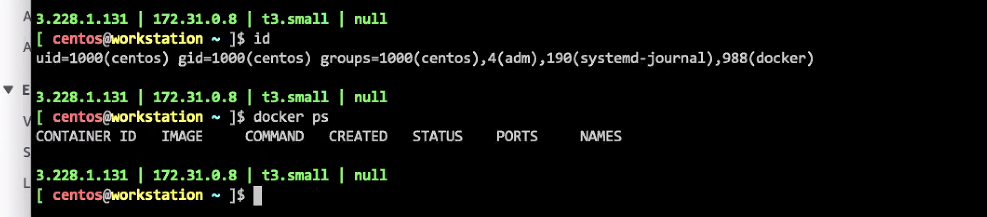 3.228.1.131 | 172.31.0.8 | t3.small | null
[ centos@workstation ~ ]$ id
uid=1000(centos) gid=1000(centos) groups=1000(centos),4(adm),190(systemd-journal),988(docker)
3.228.1.131 | 172.31.0.8 | t3.small | null
[ centos@workstation ~ ]$ docker ps
CONTAINER ID   IMAGE     COMMAND   CREATED   STATUS    PORTS     NAMES
3.228.1.131 | 172.31.0.8 | t3.small | null
[ centos@workstation ~ ]$